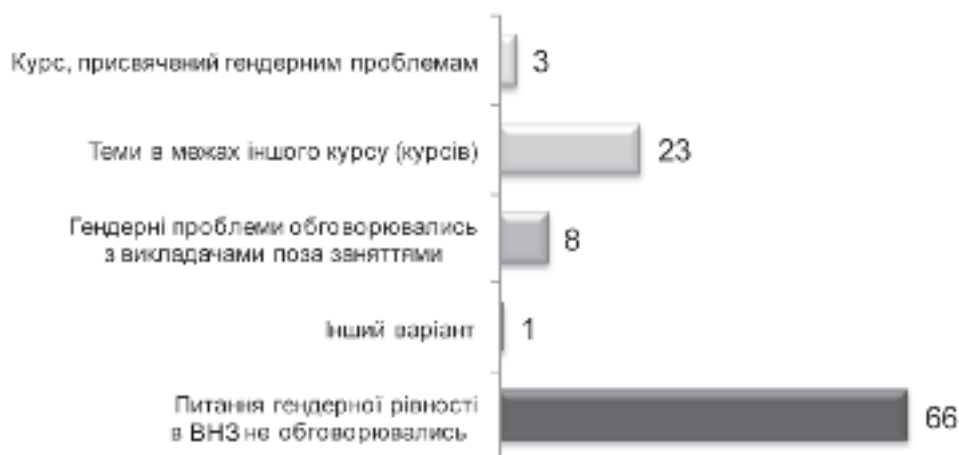 Курс, присвячений гендерним проблемам
3
Теми в межах іншого курсу (курсів)
23
Гендерні проблеми обговорювались
з викладачами поза заняттями
8
Інший варіант
1
Питання гендерної рівності
в ВНЗ не обговорювались
66